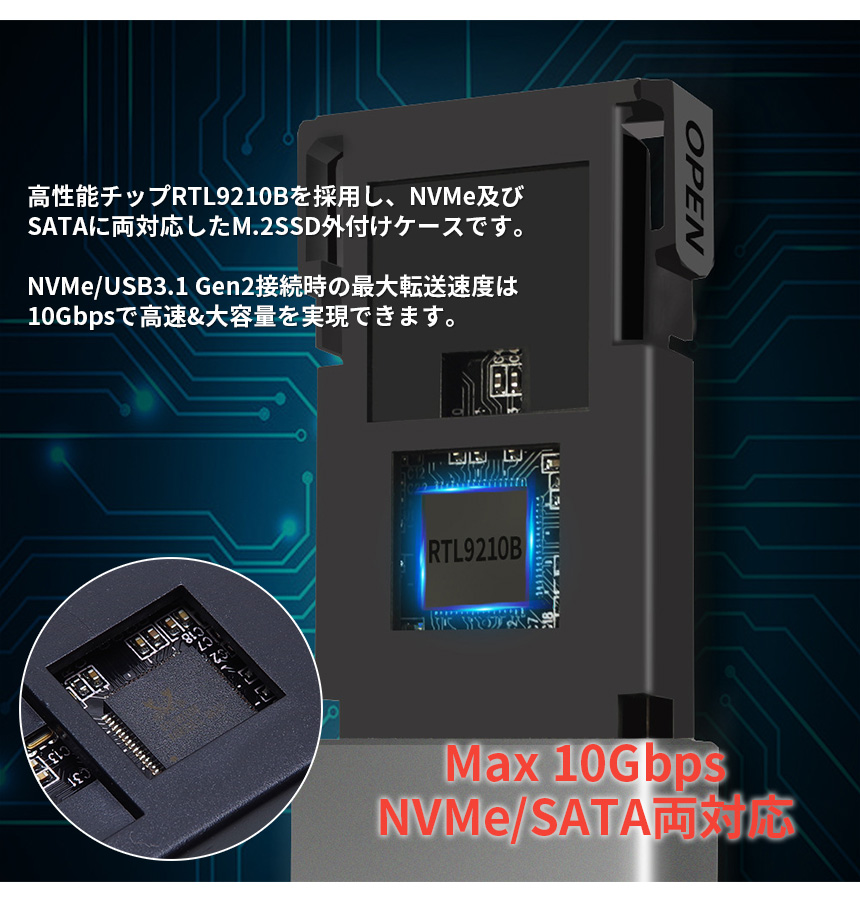 高性能チップRTL9210Bを採用し、NVMe及び
SATAに両対応したM.2SSD外付けケースです。
NVMe/USB3.1 Gen2接続時の最大転送速度は
10Gbpsで高速&大容量を実現できます。
OPEN
RTL9210B
C18
C7
C13
C31
Max 10Gbps
NVMe/SATA両対応